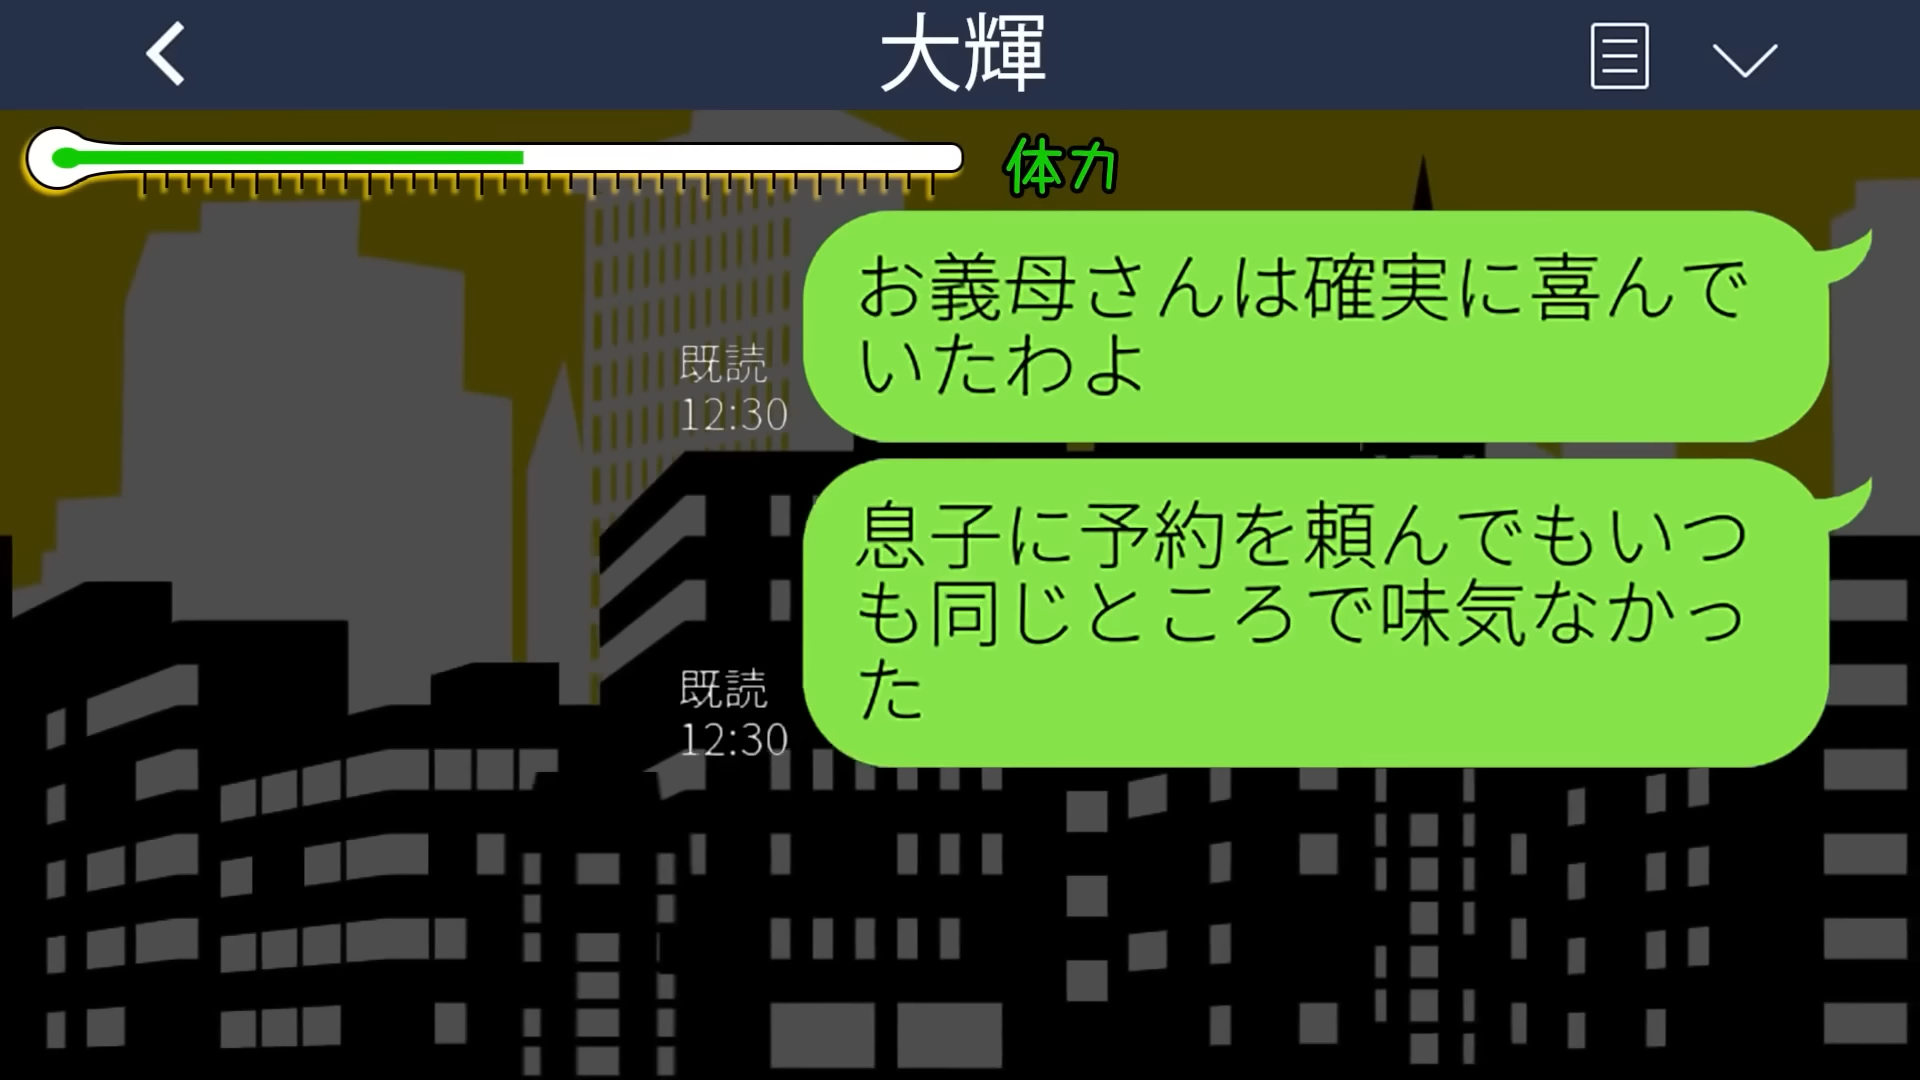 大輝
体力
お義母さんは確実に喜んで
いたわよ
既読
12:30
息子に予約を頼んでもいつ
も同じところで味気なかっ
た
既読
12:30